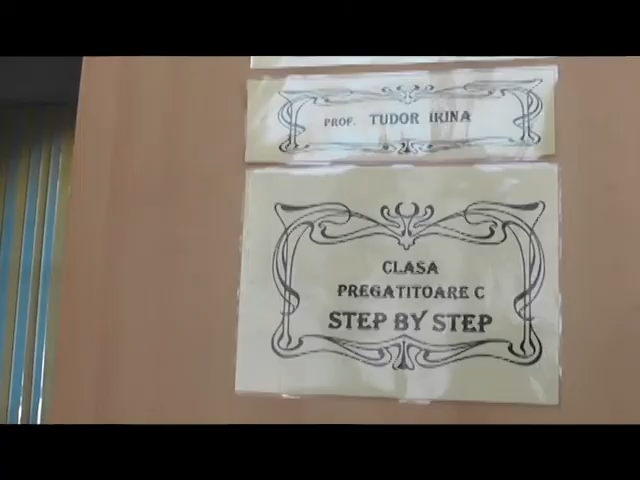 PROF. TUDOR IRINA
CLASA
PREGATITOARE C
STEP BY STEP